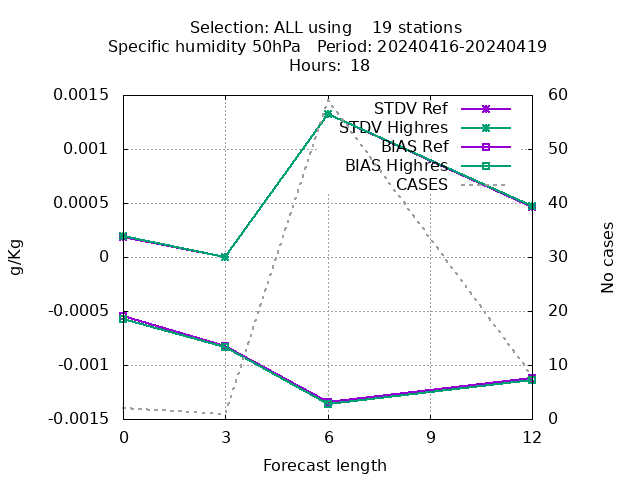 Selection: ALL using    19 stations
Specific humidity 50hPa   Period: 20240416-20240419
Hours: 18
0.0015
0.001
0.0005
0
-0.0005
-0.001
-0.0015
60
50
40
30
20
10
0
STDV Ref
STDV Highres
BIAS Ref
BIAS Highres
CASES
g/Kg
No cases
0
3
6
9
12
Forecast length